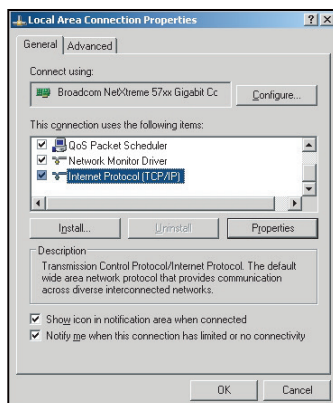 Local Area Connection Properties
General Advanced
Connect using:
Broadcom NetXtreme 57xx Gigabit Cc
Configure...
This connection uses the following items:
QoS Packet Scheduler
Network Monitor Driver
Internet Protocol (TCP/IP)
Install... Uninstall Properties
Description
Transmission Control Protocol/Internet Protocol. The default
wide area network protocol that provides communication
across diverse interconnected networks.
Show icon in notification area when connected
Notify me when this connection has limited or no connectivity
OK Cancel